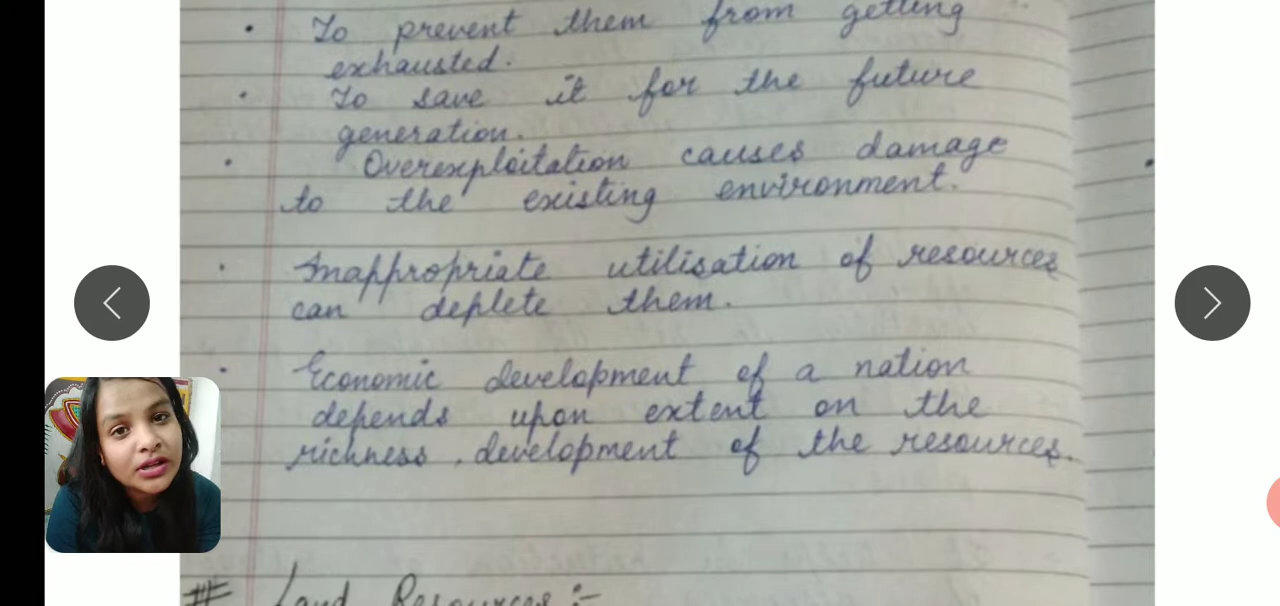 • To prevent them from getting
exhausted.
• To save it for the future
generation.
• Overexploitation causes damage
to the existing environment.
• Inappropriate utilisation of resources
can deplete them.
• Economic development of a nation
depends upon extent on the
richness, development of the resources.
# Land Resources :-